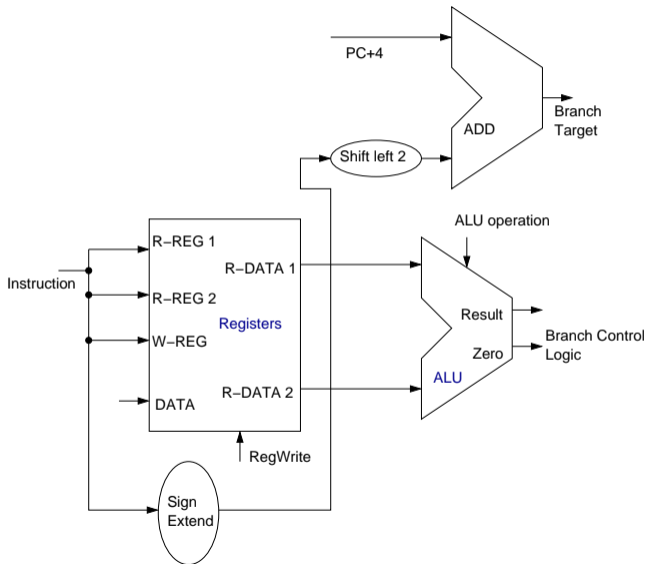 PC+4
ADD
Branch
Target
Shift left 2
ALU operation
R−REG 1
R−DATA 1
Instruction
R−REG 2
Registers
Result
W−REG
Branch Control
Logic
Zero
ALU
R−DATA 2
DATA
RegWrite
Sign
Extend